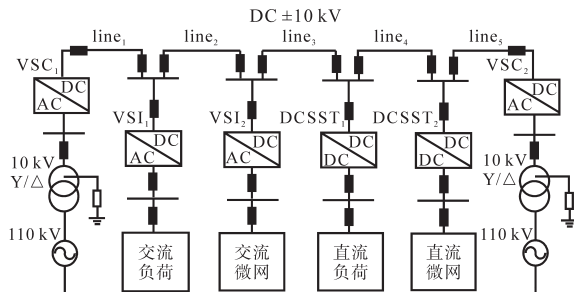 DC ±10 kV
line₁
line₂
line₃
line₄
line₅
VSC₁
VSC₂
DC
AC
VSI₁
VSI₂
DCSST₁
DCSST₂
DC
AC
DC
AC
DC
AC
DC
DC
DC
DC
DC
AC
10 kV
Y/△
10 kV
Y/△
110 kV
110 kV
交流
负荷
交流
微网
直流
负荷
直流
微网